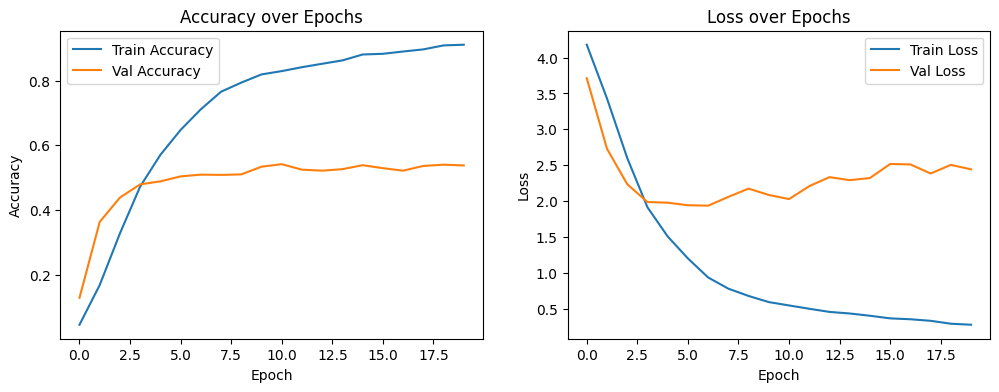 Accuracy over Epochs
Train Accuracy
Val Accuracy
0.8
0.6
0.4
0.2
Accuracy
0.0 2.5 5.0 7.5 10.0 12.5 15.0 17.5
Epoch
Loss over Epochs
Train Loss
Val Loss
4.0
3.5
3.0
2.5
2.0
1.5
1.0
0.5
Loss
0.0 2.5 5.0 7.5 10.0 12.5 15.0 17.5
Epoch